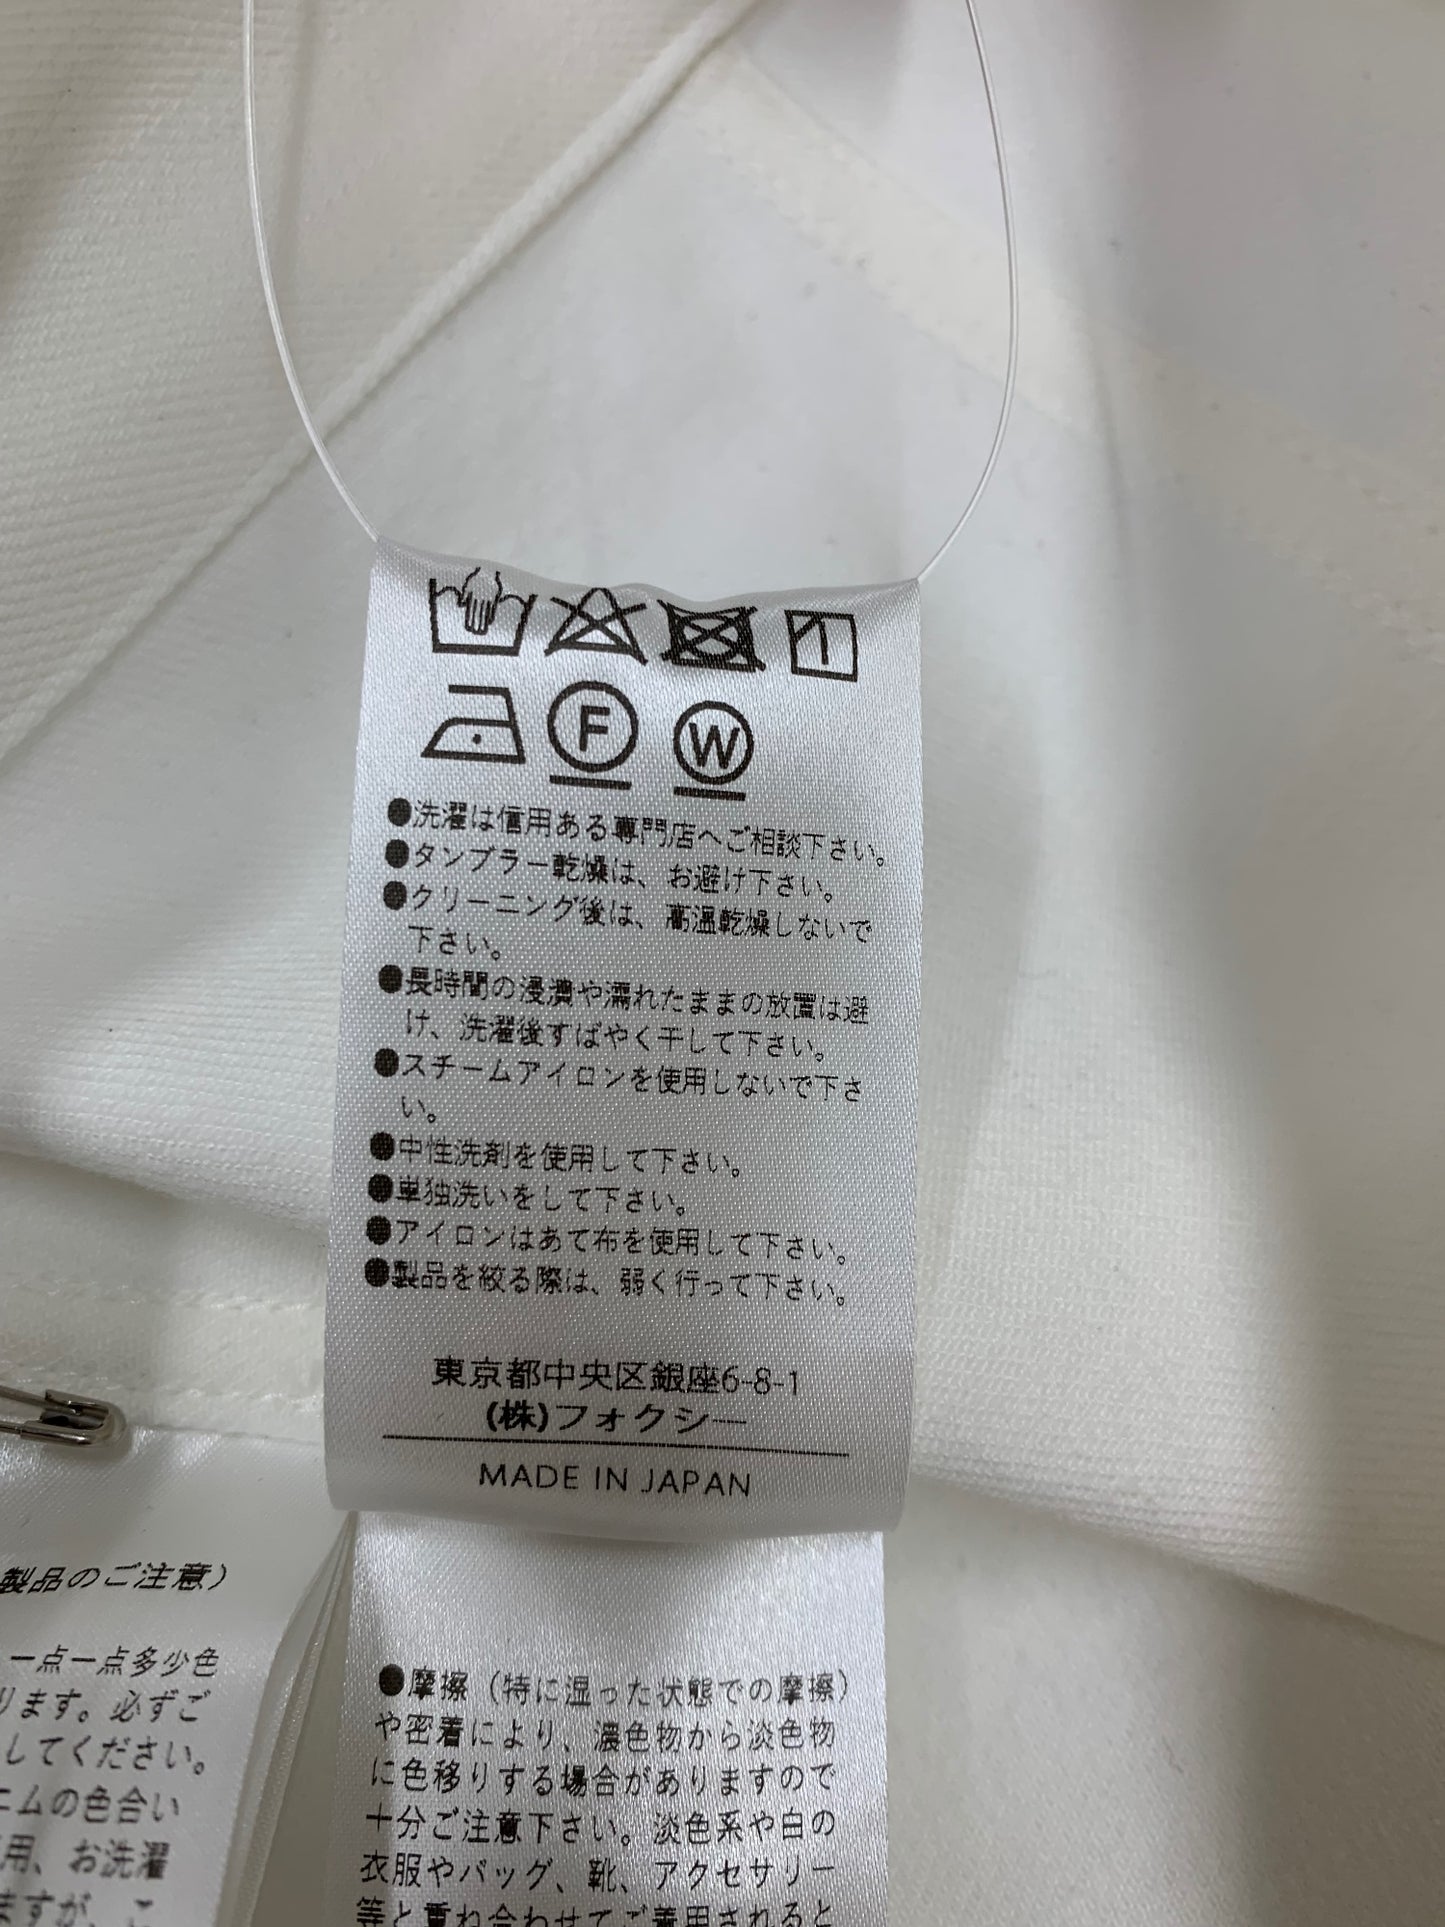 F
W
●洗濯は信用ある専門店へご相談下さい。
●タンブラー乾燥は、お避け下さい。
●クリーニング後は、高温乾燥しないで
下さい。
●長時間の浸漬や濡れたままの放置は避
け、洗濯後すばやく干して下さい。
●スチームアイロンを使用しないで下さ
い。
●中性洗剤を使用して下さい。
●単独洗いをして下さい。
●アイロンはあて布を使用して下さい。
●製品を絞る際は、弱く行って下さい。
東京都中央区銀座6-8-1
(株)フォクシー
MADE IN JAPAN
製品のご注意）
一点一点多少色
ります。必ずご
してください。
ニムの色合い
用、お洗濯
ますが、こ
●摩擦（特に湿った状態での摩擦）
や密着により、濃色物から淡色物
に色移りする場合がありますので
十分ご注意下さい。淡色系や白の
衣服やバッグ、靴、アクセサリー
等と重ね合わせてご着用されると